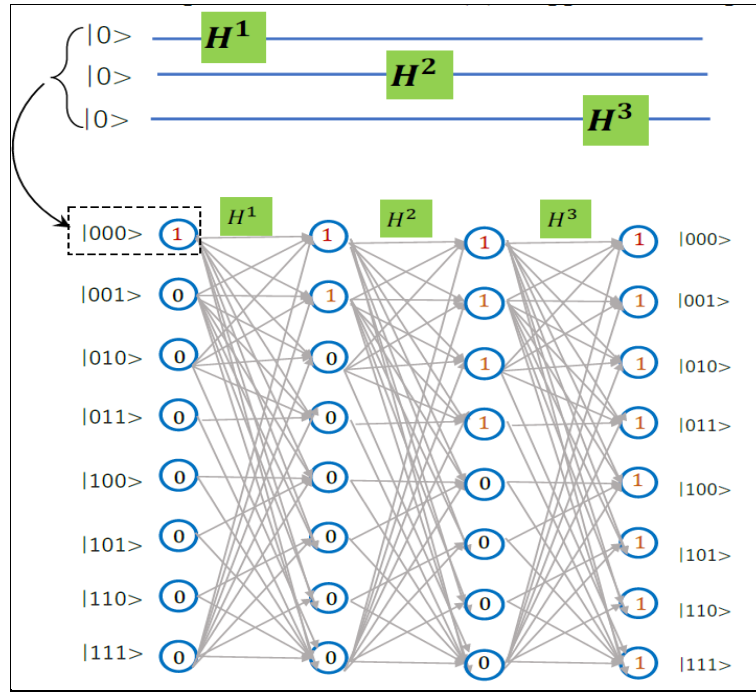 |0> H¹
|0> H²
|0> H³
H¹ H² H³
|000> 1 1 1 1 |000>
|001> 0 1 1 1 |001>
|010> 0 0 1 1 |010>
|011> 0 0 1 1 |011>
|100> 0 0 0 1 |100>
|101> 0 0 0 1 |101>
|110> 0 0 0 1 |110>
|111> 0 0 0 1 |111>